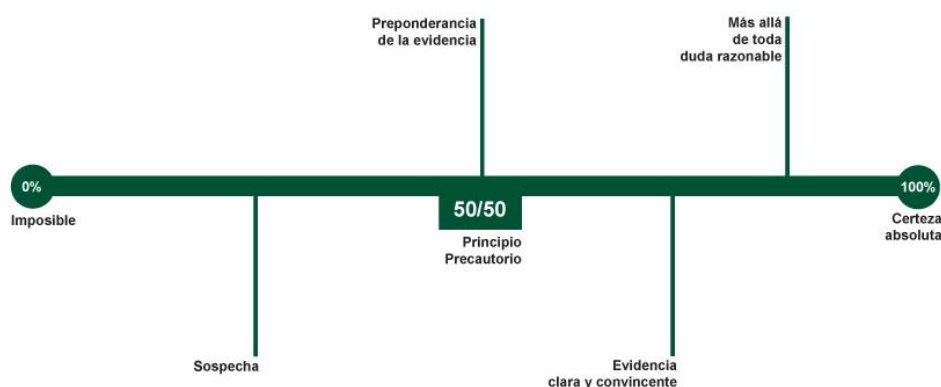 Preponderancia
de la evidencia
Más allá
de toda
duda razonable
0%
Imposible
50/50
Principio
Precautorio
100%
Certeza
absoluta
Sospecha
Evidencia
clara y convincente